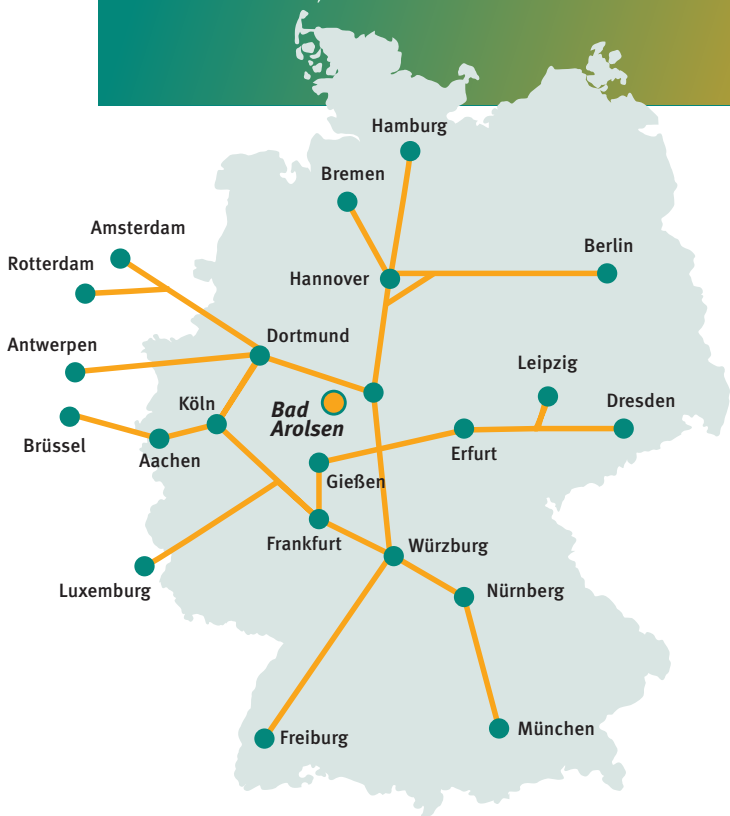 Hamburg
Bremen
Amsterdam
Berlin
Rotterdam
Hannover
Dortmund
Antwerpen
Leipzig
Köln
Dresden
Bad
Arolsen
Brüssel
Aachen
Erfurt
Gießen
Frankfurt
Würzburg
Luxemburg
Nürnberg
München
Freiburg